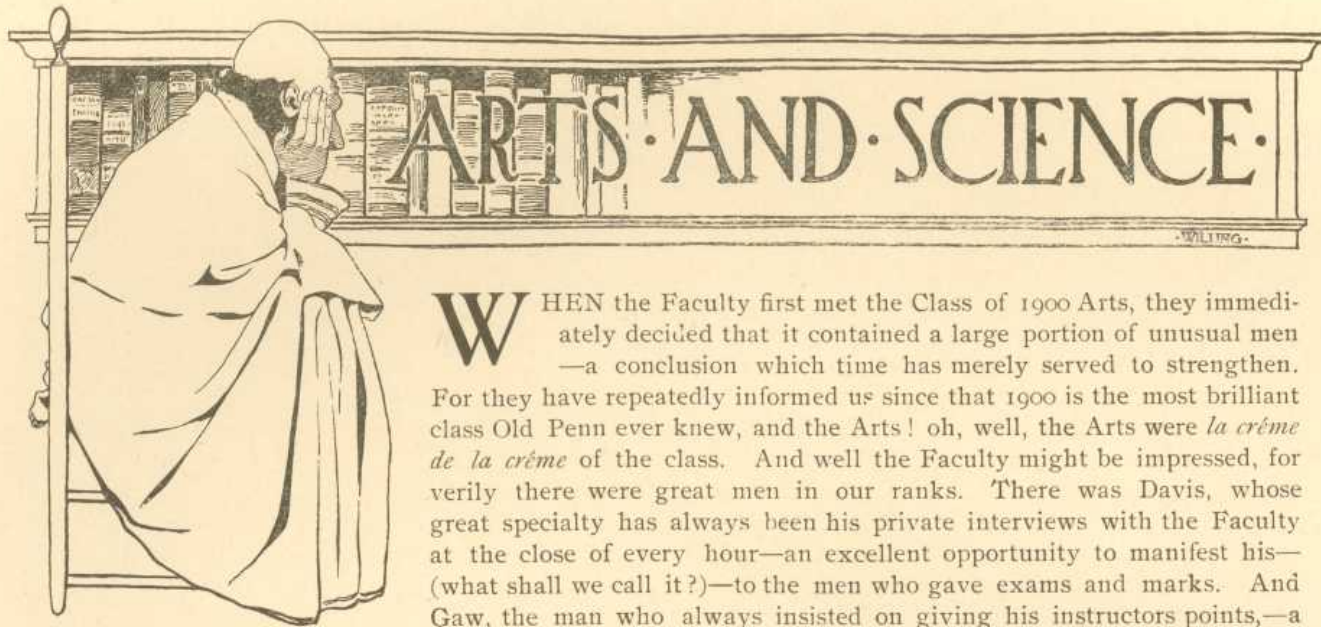 ARTS · AND · SCIENCE ·
· WILLING ·
WHEN the Faculty first met the Class of 1900 Arts, they immedi-
ately decided that it contained a large portion of unusual men
—a conclusion which time has merely served to strengthen.
For they have repeatedly informed us since that 1900 is the most brilliant
class Old Penn ever knew, and the Arts! oh, well, the Arts were la créme
de la créme of the class. And well the Faculty might be impressed, for
verily there were great men in our ranks. There was Davis, whose
great specialty has always been his private interviews with the Faculty
at the close of every hour—an excellent opportunity to manifest his—
(what shall we call it?)—to the men who gave exams and marks. And
Gaw, the man who always insisted on giving his instructors points,—a